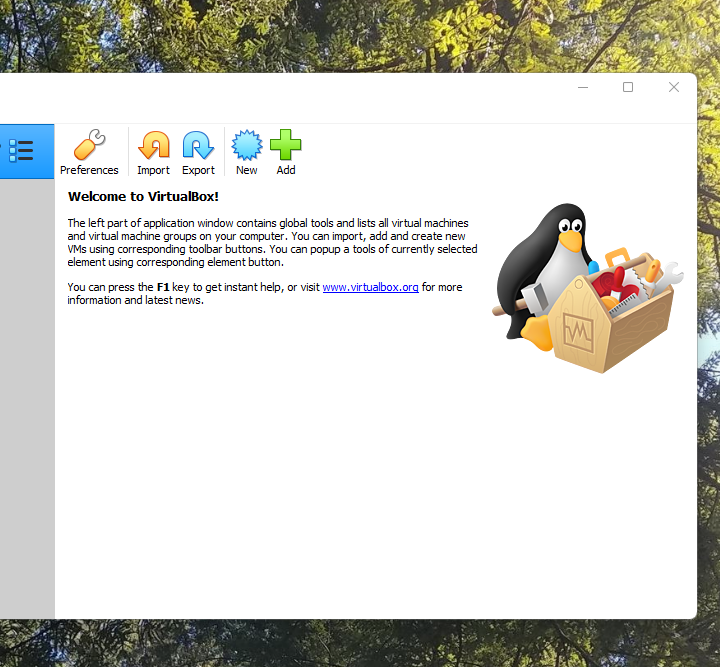 Preferences
Import
Export
New
Add
Welcome to VirtualBox!
The left part of application window contains global tools and lists all virtual machines
and virtual machine groups on your computer. You can import, add and create new
VMs using corresponding toolbar buttons. You can popup a tools of currently selected
element using corresponding element button.
You can press the F1 key to get instant help, or visit www.virtualbox.org for more
information and latest news.